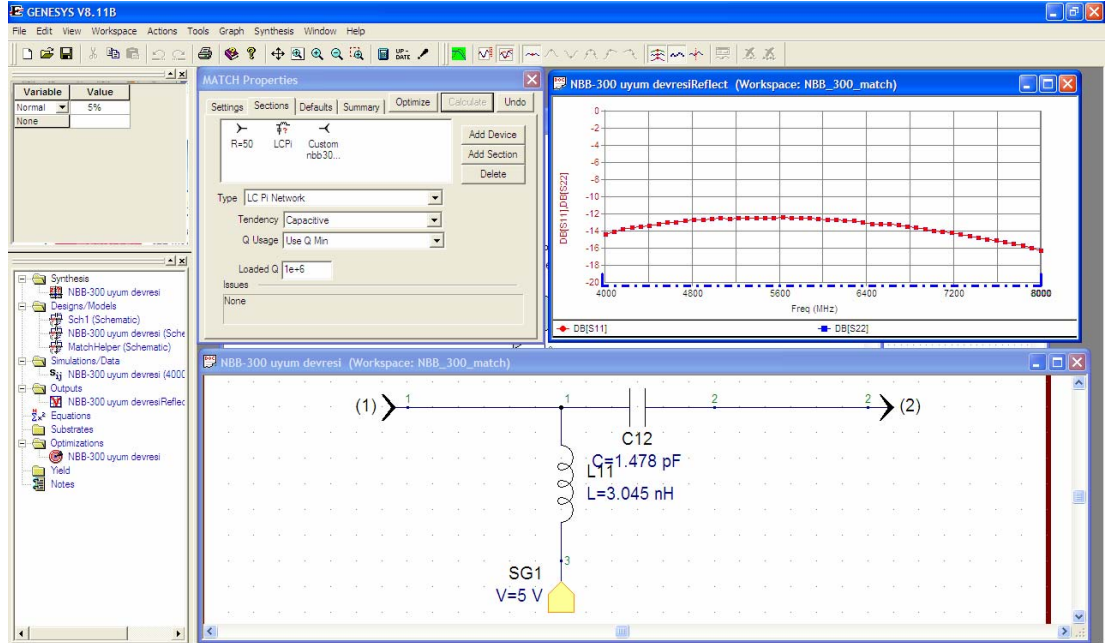 GENESYS V8.11B
File Edit View Workspace Actions Tools Graph Synthesis Window Help
Variable Value
Normal 5%
None
MATCH Properties
Settings Sections Defaults Summary Optimize Calculate Undo
R=50 LCPi Custom
nbb30...
Add Device
Add Section
Delete
Type LC Pi Network
Tendency Capacitive
Q Usage Use Q Min
Loaded Q 1e+6
Issues
None
NBB-300 uyum devresiReflect (Workspace: NBB_300_match)
DB[S11],DB[S22]
0
-2
-4
-6
-8
-10
-12
-14
-16
-18
-20
4000 4800 5600 6400 7200 8000
Freq (MHz)
DB[S11] DB[S22]
Synthesis
NBB-300 uyum devresi
Designs/Models
Sch1 (Schematic)
NBB-300 uyum devresi (Sche
MatchHelper (Schematic)
Simulations/Data
NBB-300 uyum devresi (4000
Outputs
NBB-300 uyum devresiReflec
Equations
Substrates
Optimizations
NBB-300 uyum devresi
Yield
Notes
NBB-300 uyum devresi (Workspace: NBB_300_match)
(1) 1 1 2 2 (2)
C12
C=1.478 pF
L11
L=3.045 nH
3
SG1
V=5 V